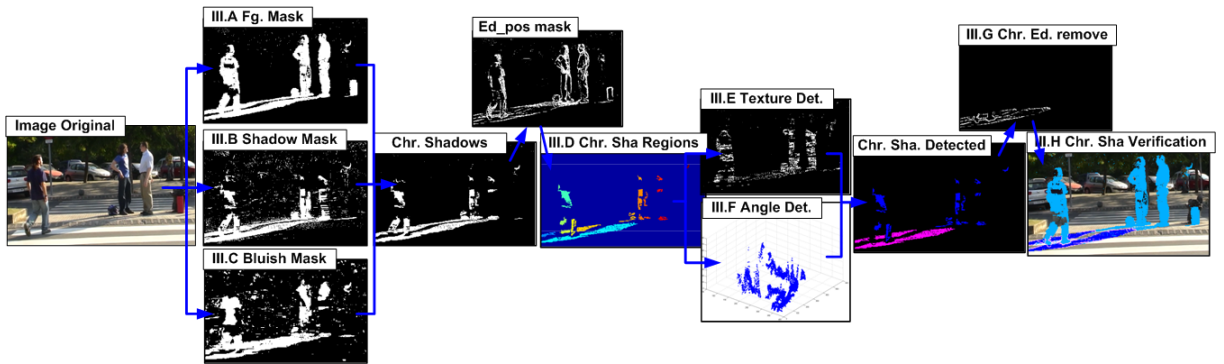 III.A Fg. Mask
Ed_pos mask
III.G Chr. Ed. remove
III.E Texture Det.
Image Original
III.B Shadow Mask
Chr. Shadows
III.D Chr. Sha Regions
Chr. Sha. Detected
III.H Chr. Sha Verification
III.F Angle Det.
III.C Bluish Mask